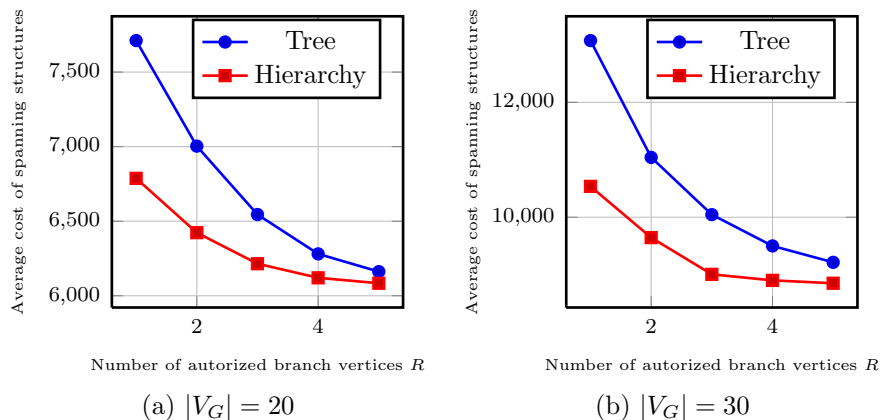 Average cost of spanning structures
7,500
7,000
6,500
6,000
Tree
Hierarchy
2
4
Number of autorized branch vertices R
(a) |V_G| = 20
Average cost of spanning structures
12,000
10,000
Tree
Hierarchy
2
4
Number of autorized branch vertices R
(b) |V_G| = 30